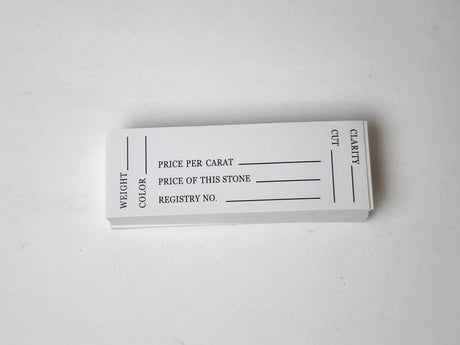 WEIGHT
COLOR
PRICE PER CARAT
PRICE OF THIS STONE
REGISTRY NO.
CUT
CLARITY